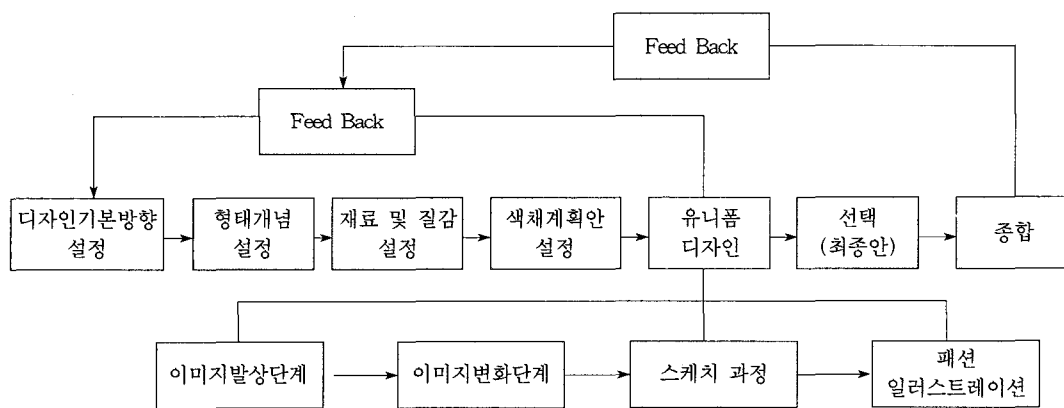 Feed Back
Feed Back
디자인기본방향
설정
형태개념
설정
재료 및 질감
설정
색채계획안
설정
유니폼
디자인
선택
(최종안)
종합
이미지발상단계
이미지변화단계
스케치 과정
패션
일러스트레이션